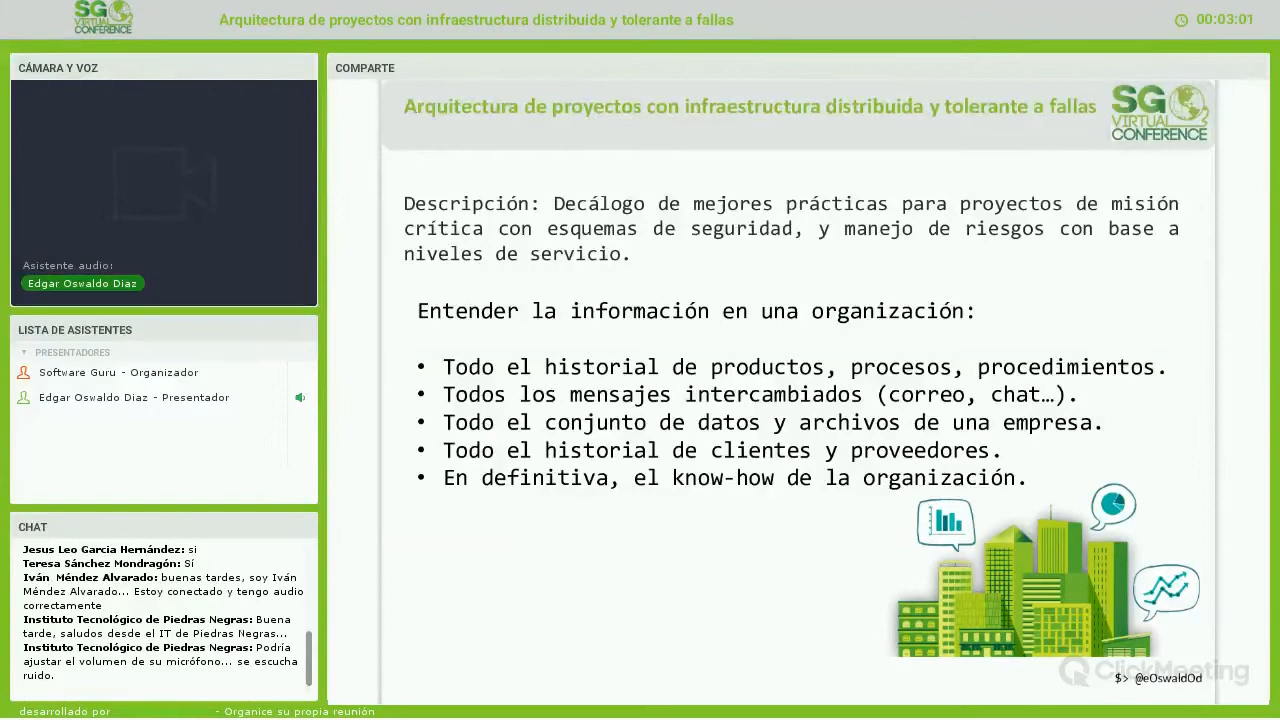 SG VIRTUAL CONFERENCE
Arquitectura de proyectos con infraestructura distribuida y tolerante a fallas
00:03:01
CÁMARA Y VOZ
Asistente audio:
Edgar Oswaldo Diaz
LISTA DE ASISTENTES
PRESENTADORES
Software Guru - Organizador
Edgar Oswaldo Diaz - Presentador
CHAT
Jesus Leo Garcia Hernández: si
Teresa Sánchez Mondragón: Sí
Iván Méndez Alvarado: buenas tardes, soy Iván
Méndez Alvarado... Estoy conectado y tengo audio
correctamente
Instituto Tecnológico de Piedras Negras: Buena
tarde, saludos desde el IT de Piedras Negras...
Instituto Tecnológico de Piedras Negras: Podría
ajustar el volumen de su micrófono... se escucha
ruido.
COMPARTE
Arquitectura de proyectos con infraestructura distribuida y tolerante a fallas
SG
VIRTUAL
CONFERENCE
Descripción: Decálogo de mejores prácticas para proyectos de misión
crítica con esquemas de seguridad, y manejo de riesgos con base a
niveles de servicio.
Entender la información en una organización:
• Todo el historial de productos, procesos, procedimientos.
• Todos los mensajes intercambiados (correo, chat…).
• Todo el conjunto de datos y archivos de una empresa.
• Todo el historial de clientes y proveedores.
• En definitiva, el know-how de la organización.
ClickMeeting
$> @eOswaldOd
desarrollado por - Organice su propia reunión